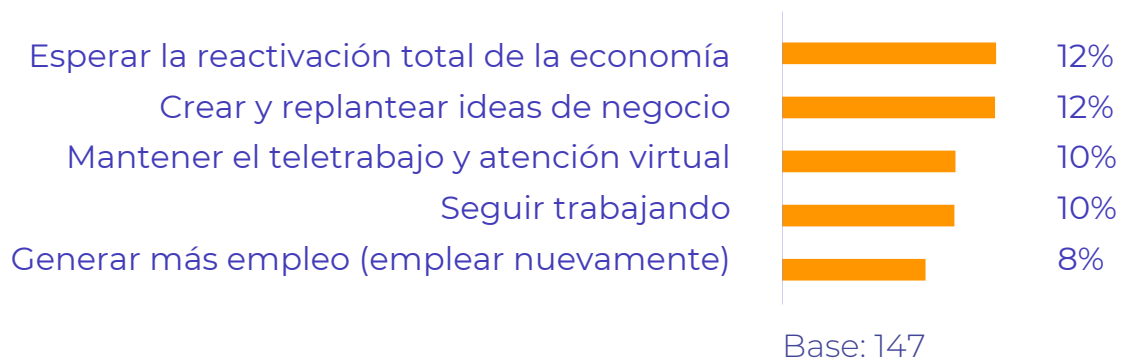 Esperar la reactivación total de la economía 12%
Crear y replantear ideas de negocio 12%
Mantener el teletrabajo y atención virtual 10%
Seguir trabajando 10%
Generar más empleo (emplear nuevamente) 8%
Base: 147